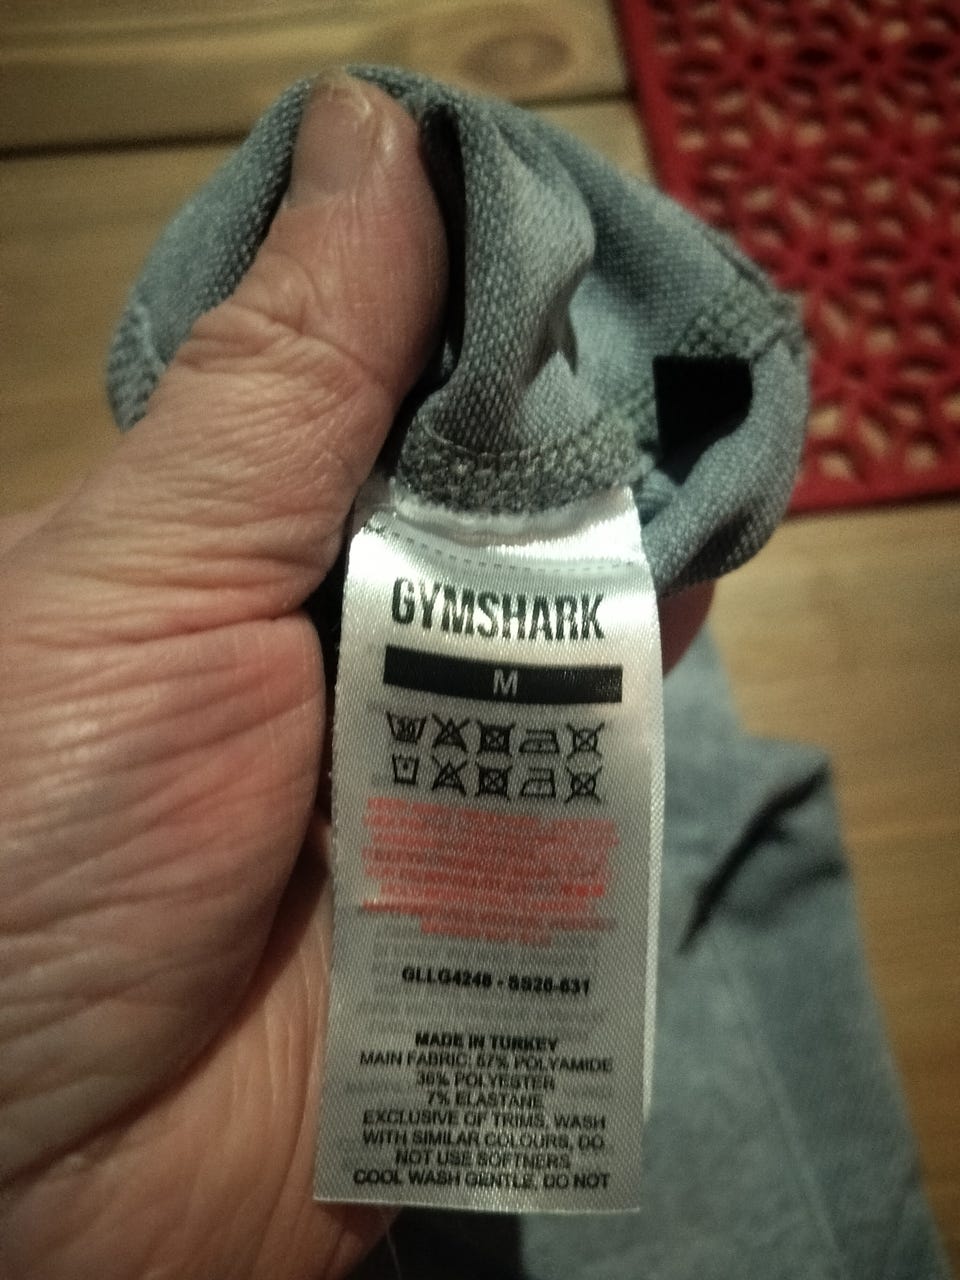 GYMSHARK
M
30
GLLG4248 - SS20-631
MADE IN TURKEY
MAIN FABRIC: 57% POLYAMIDE
36% POLYESTER
7% ELASTANE
EXCLUSIVE OF TRIMS, WASH
WITH SIMILAR COLOURS, DO
NOT USE SOFTNERS
COOL WASH GENTLE, DO NOT